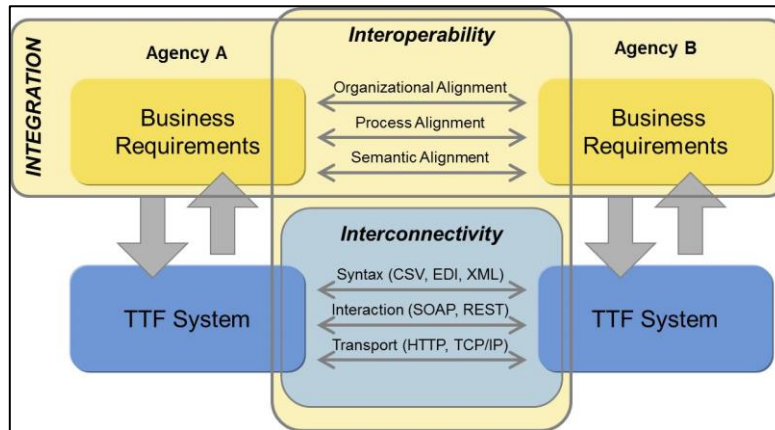 INTEGRATION
Agency A
Interoperability
Agency B
Business
Requirements
Organizational Alignment
Process Alignment
Semantic Alignment
Business
Requirements
Interconnectivity
TTF System
Syntax (CSV, EDI, XML)
Interaction (SOAP, REST)
Transport (HTTP, TCP/IP)
TTF System